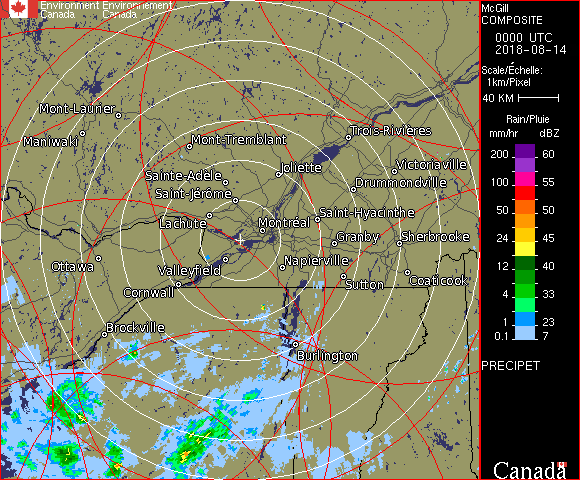 Environment Environnement
Canada Canada
McGill
COMPOSITE
0000 UTC
2018-08-14
Scale/Échelle:
1km/Pixel
40 KM
Rain/Pluie
mm/hr dBZ
200 60
100 55
50 50
24 45
12 40
4 33
1 23
0.1 7
PRECIPET
Canada
Mont-Laurier
Maniwaki
Mont-Tremblant
Trois-Rivières
Sainte-Adèle
Joliette
Victoriaville
Saint-Jérôme
Drummondville
Lachute
Montréal
Saint-Hyacinthe
Granby
Sherbrooke
Ottawa
Valleyfield
Napierville
Cornwall
Sutton
Coaticook
Brockville
Burlington